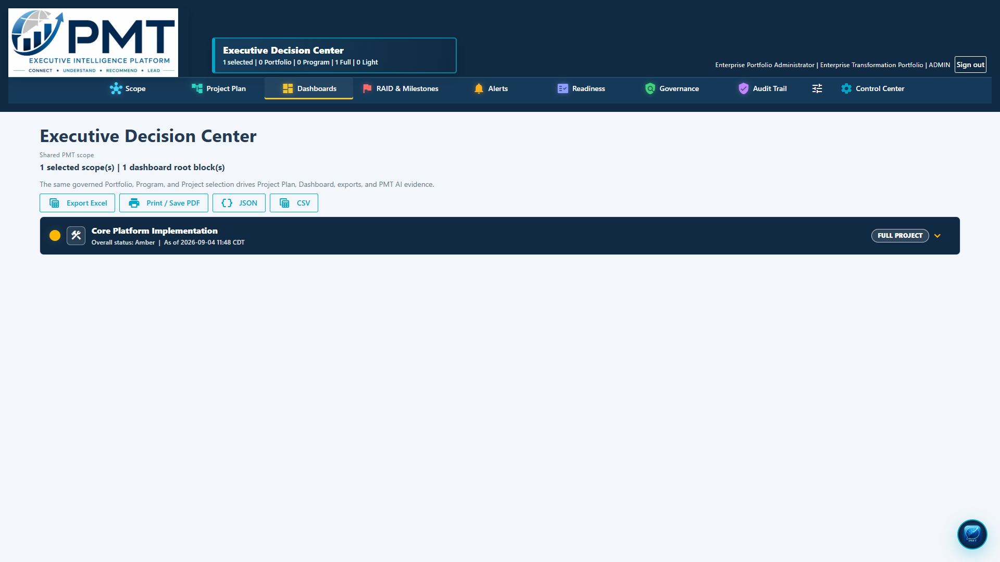 PMT
EXECUTIVE INTELLIGENCE PLATFORM
CONNECT • UNDERSTAND • RECOMMEND • LEAD
Executive Decision Center
1 selected | 0 Portfolio | 0 Program | 1 Full | 0 Light
Enterprise Portfolio Administrator | Enterprise Transformation Portfolio | ADMIN
Sign out
Scope
Project Plan
Dashboards
RAID & Milestones
Alerts
Readiness
Governance
Audit Trail
Control Center
Executive Decision Center
Shared PMT scope
1 selected scope(s) | 1 dashboard root block(s)
The same governed Portfolio, Program, and Project selection drives Project Plan, Dashboard, exports, and PMT AI evidence.
Export Excel
Print / Save PDF
JSON
CSV
Core Platform Implementation
Overall status: Amber | As of 2026-09-04 11:48 CDT
FULL PROJECT
PMT